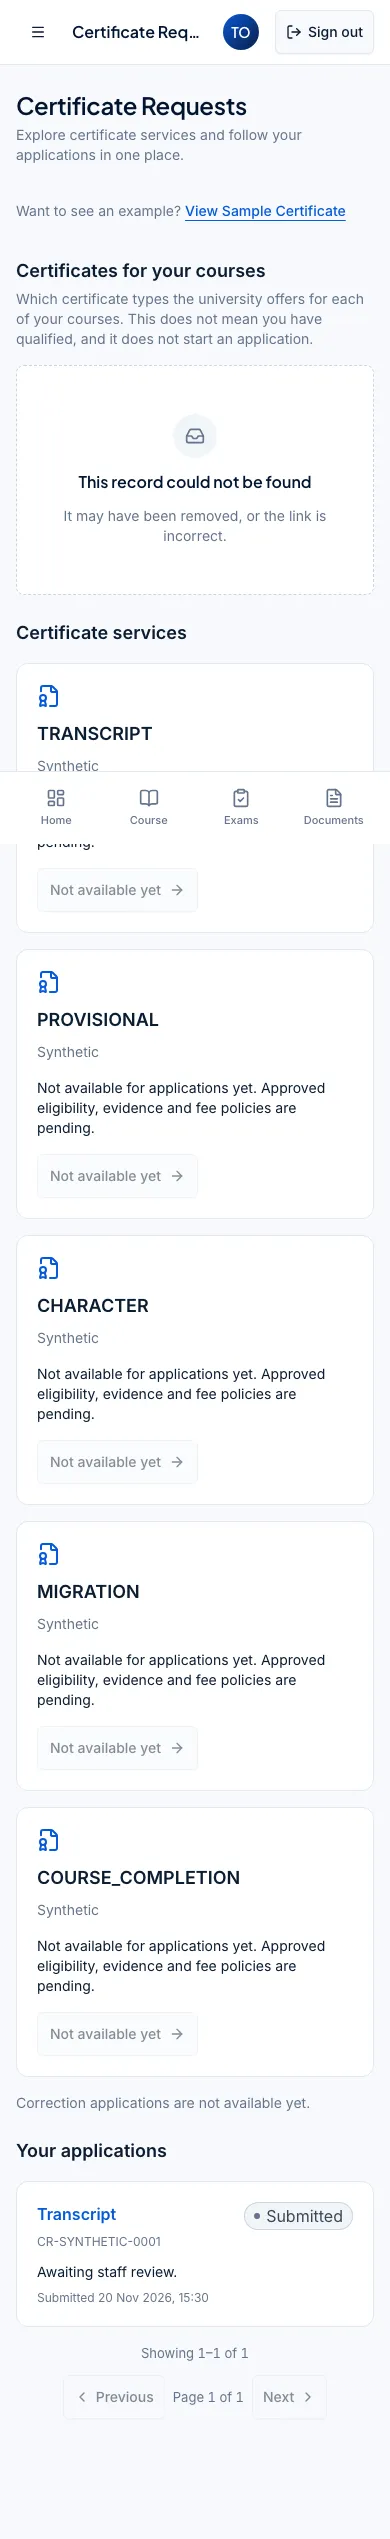 Certificate Req...
TO
Sign out
Certificate Requests
Explore certificate services and follow your
applications in one place.
Want to see an example? View Sample Certificate
Certificates for your courses
Which certificate types the university offers for each
of your courses. This does not mean you have
qualified, and it does not start an application.
This record could not be found
It may have been removed, or the link is
incorrect.
Certificate services
TRANSCRIPT
Synthetic
Home
Course
Exams
Documents
pending.
Not available yet
PROVISIONAL
Synthetic
Not available for applications yet. Approved
eligibility, evidence and fee policies are
pending.
Not available yet
CHARACTER
Synthetic
Not available for applications yet. Approved
eligibility, evidence and fee policies are
pending.
Not available yet
MIGRATION
Synthetic
Not available for applications yet. Approved
eligibility, evidence and fee policies are
pending.
Not available yet
COURSE_COMPLETION
Synthetic
Not available for applications yet. Approved
eligibility, evidence and fee policies are
pending.
Not available yet
Correction applications are not available yet.
Your applications
Transcript
Submitted
CR-SYNTHETIC-0001
Awaiting staff review.
Submitted 20 Nov 2026, 15:30
Showing 1–1 of 1
Previous
Page 1 of 1
Next